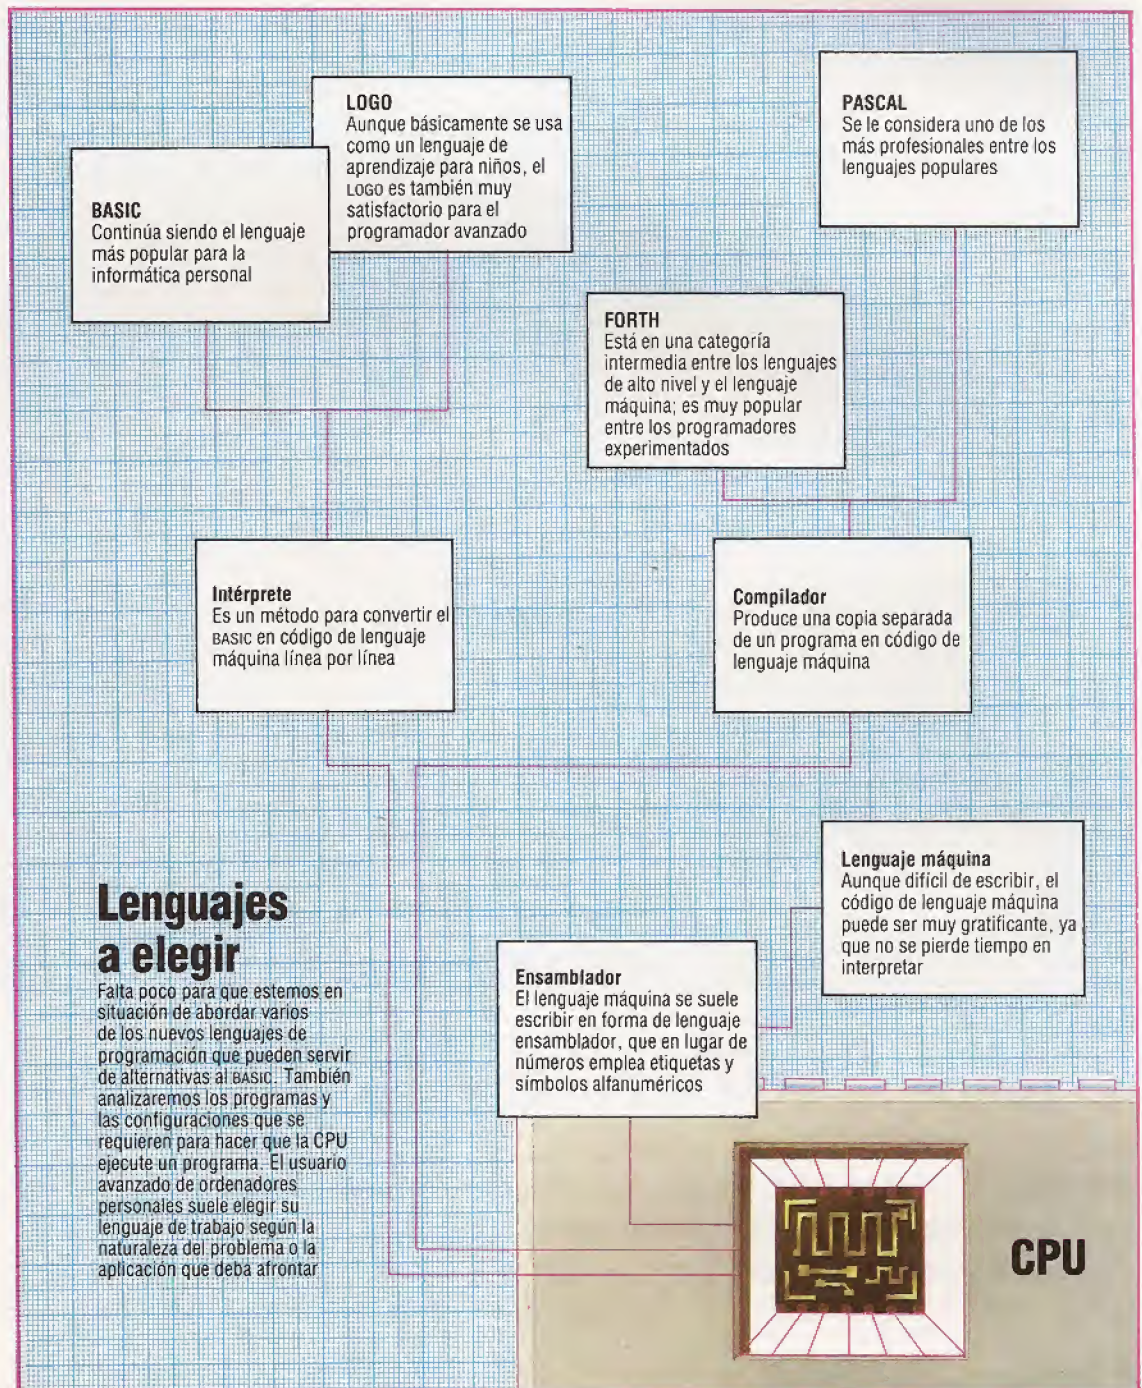 LOGO
Aunque básicamente se usa
como un lenguaje de
aprendizaje para niños, el
LOGO es también muy
satisfactorio para el
programador avanzado
PASCAL
Se le considera uno de los
más profesionales entre los
lenguajes populares
BASIC
Continúa siendo el lenguaje
más popular para la
informática personal
FORTH
Está en una categoría
intermedia entre los lenguajes
de alto nivel y el lenguaje
máquina; es muy popular
entre los programadores
experimentados
Intérprete
Es un método para convertir el
BASIC en código de lenguaje
máquina línea por línea
Compilador
Produce una copia separada
de un programa en código de
lenguaje máquina
Lenguaje máquina
Aunque difícil de escribir, el
código de lenguaje máquina
puede ser muy gratificante, ya
que no se pierde tiempo en
interpretar
Ensamblador
El lenguaje máquina se suele
escribir en forma de lenguaje
ensamblador, que en lugar de
números emplea etiquetas y
símbolos alfanuméricos
Lenguajes
a elegir
Falta poco para que estemos en
situación de abordar varios
de los nuevos lenguajes de
programación que pueden servir
de alternativas al BASIC. También
analizaremos los programas y
las configuraciones que se
requieren para hacer que la CPU
ejecute un programa. El usuario
avanzado de ordenadores
personales suele elegir su
lenguaje de trabajo según la
naturaleza del problema o la
aplicación que deba afrontar
CPU